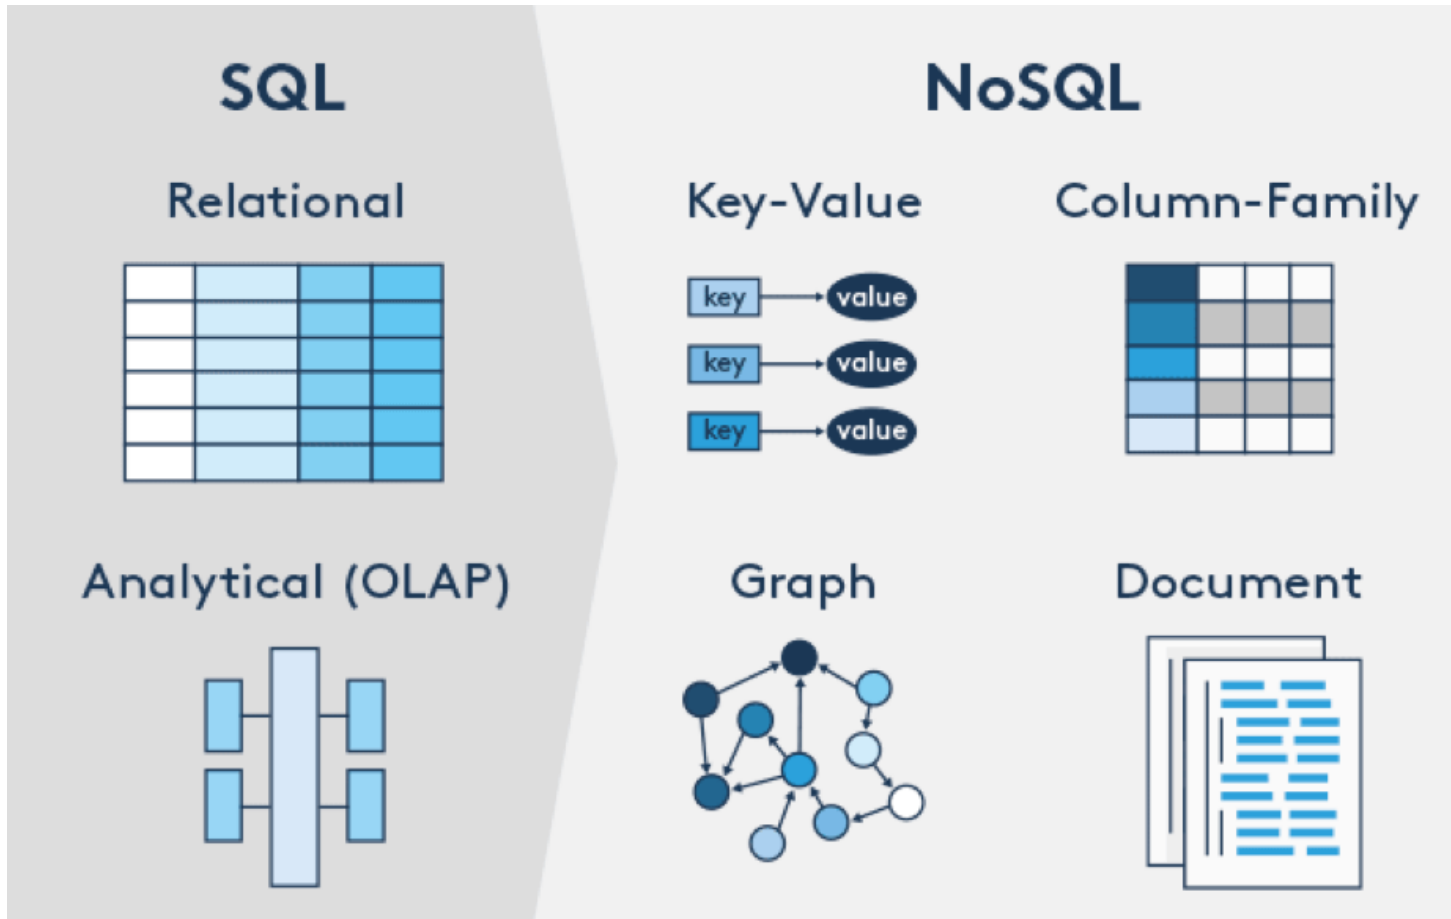 SQL
Relational
Analytical (OLAP)
NoSQL
Key-Value
key value
key value
key value
Column-Family
Graph
Document